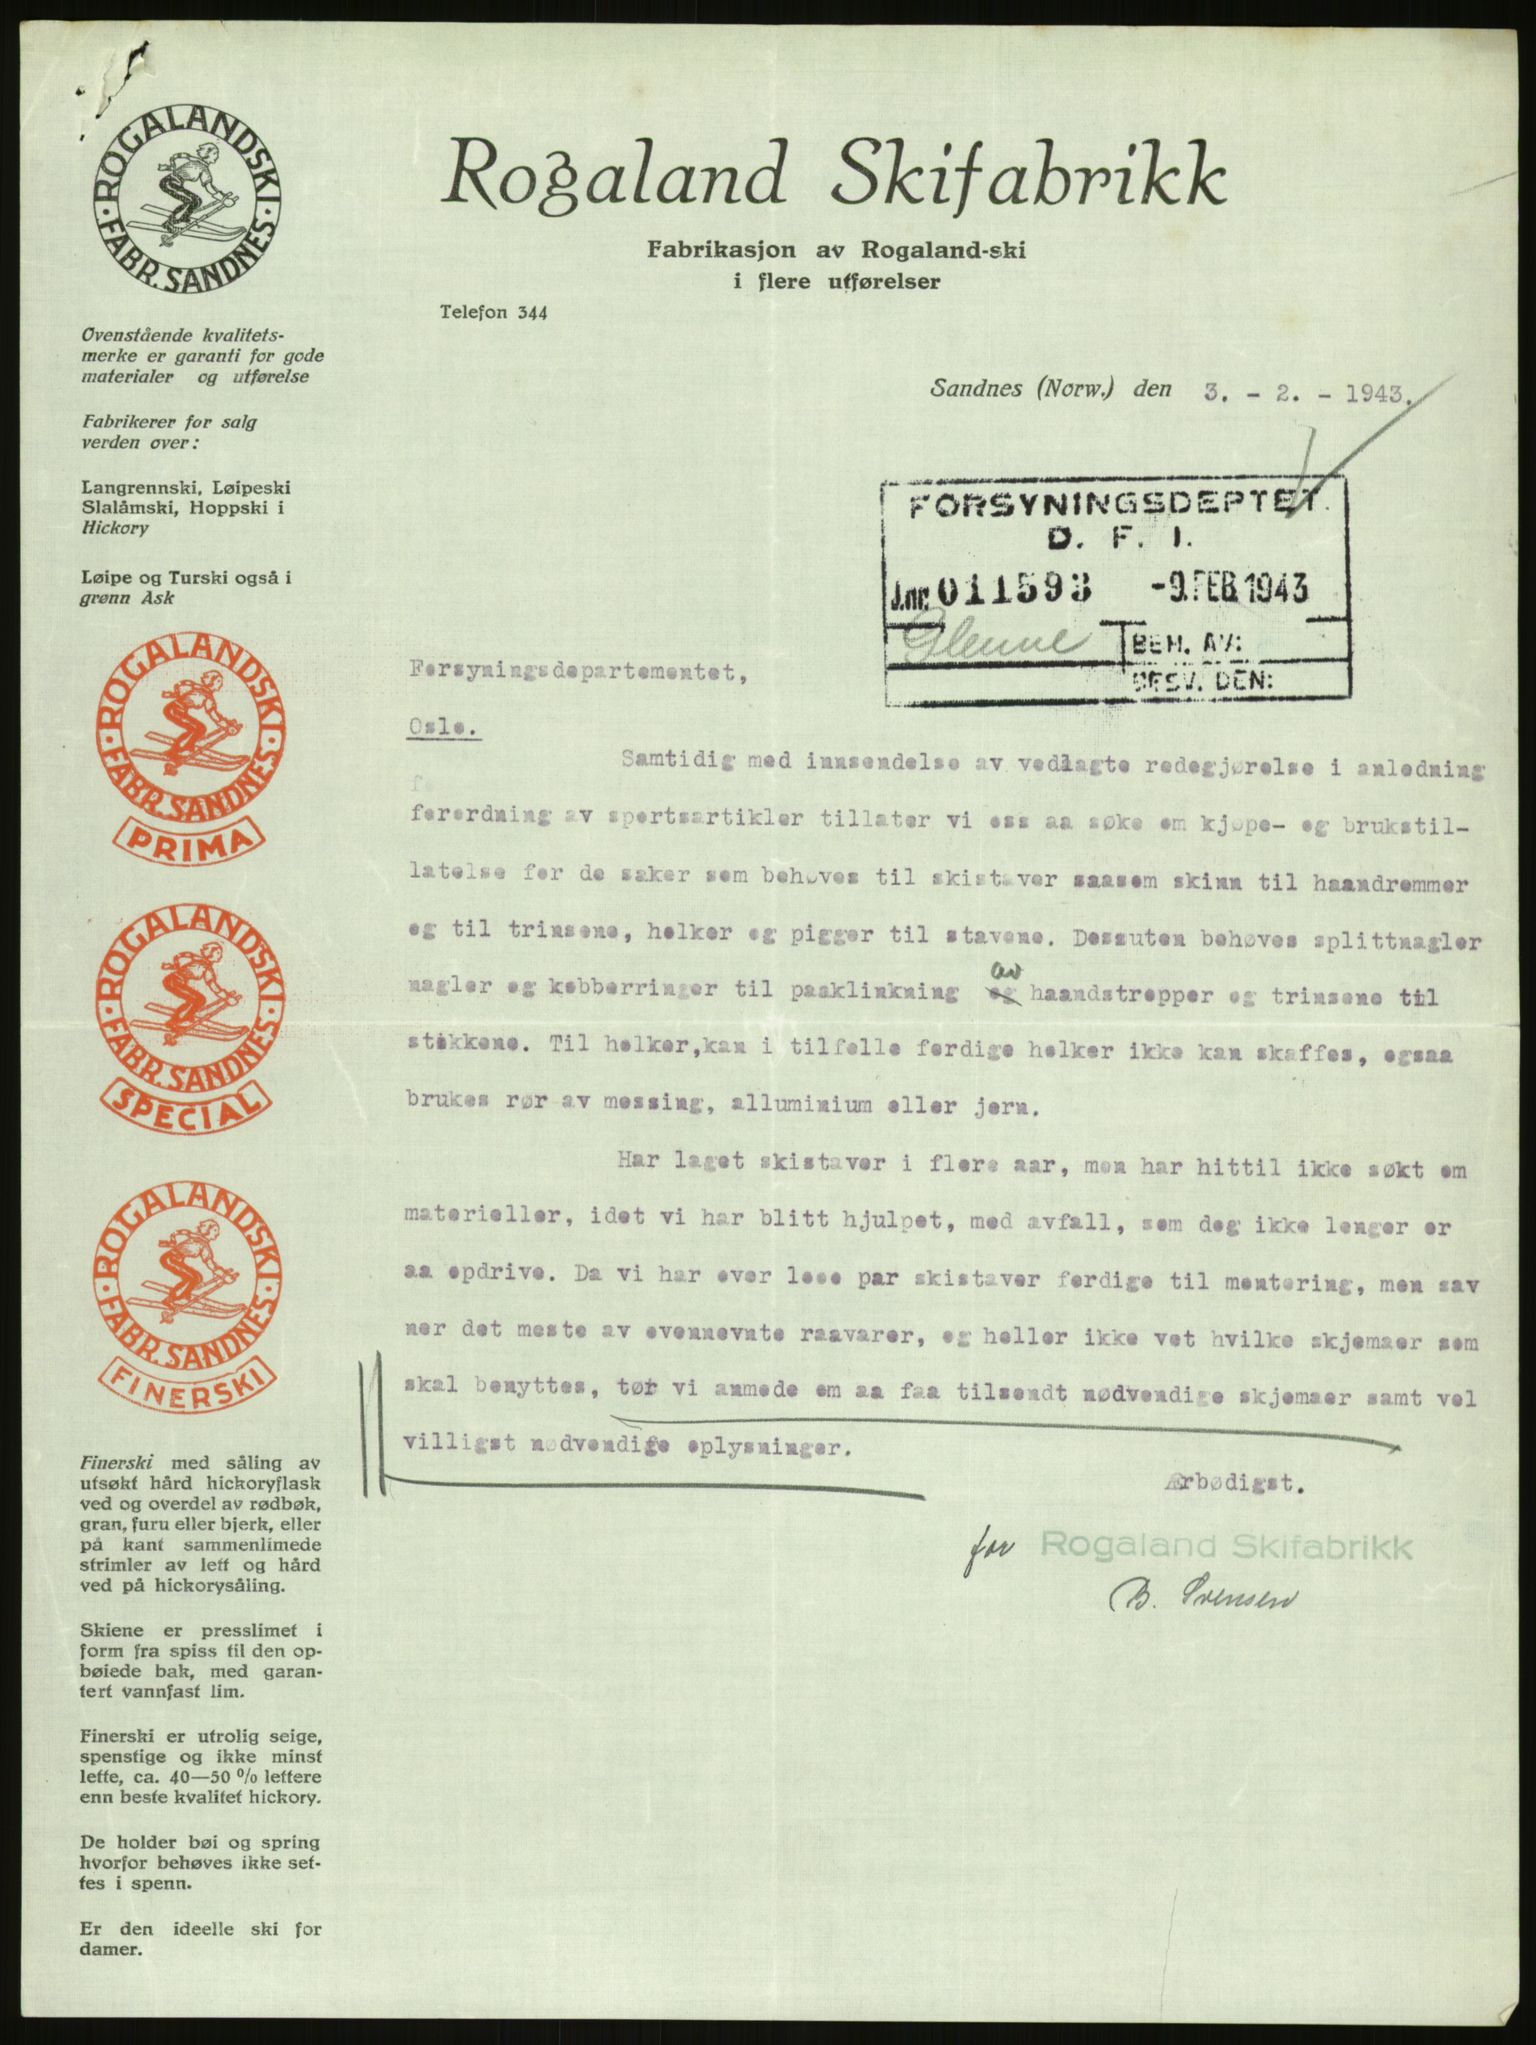 ROGALANDSKI
FABR. SANDNES
Rogaland Skifabrikk
Fabrikasjon av Rogaland-ski
i flere utførelser
Telefon 344
Ovenstående kvalitets-
merke er garanti for gode
materialer og utførelse
Fabrikerer for salg
verden over:
Langrennski, Løipeski
Slalåmski, Hoppski i
Hickory
Løipe og Turski også i
grønn Ask
ROGALANDSKI
FABR. SANDNES
PRIMA
ROGALANDSKI
FABR. SANDNES
SPECIAL
ROGALANDSKI
FABR. SANDNES
FINERSKI
Finerski med såling av
utsøkt hård hickoryflask
ved og overdel av rødbøk,
gran, furu eller bjerk, eller
på kant sammenlimede
strimler av lett og hård
ved på hickorysåling.
Skiene er presslimet i
form fra spiss til den op-
bøiede bak, med garan-
tert vannfast lim.
Finerski er utrolig seige,
spenstige og ikke minst
lette, ca. 40—50 % lettere
enn beste kvalitet hickory.
De holder bøi og spring
hvorfor behøves ikke set-
tes i spenn.
Er den ideelle ski for
damer.
Sandnes (Norw.) den 3. - 2. - 1943.
FORSYNINGSDEPTET.
D. F. I.
J.nr. 011593 -9.FEB.1943
Glenne
BEH. AV:
BESV. DEN:
Forsyningsdepartementet,
Oslo.
Samtidig med innsendelse av vedlagte redegjørelse i anledning
forordning av sportsartikler tillater vi oss aa søke om kjøpe- og brukstil-
latelse for de saker som behøves til skistaver saasom skinn til haandremmer
og til trinsene, holker og pigger til stavene. Dessuten behøves splittnagler
nagler og kobberringer til paaklinkning av haandstropper og trinsene til
stokkene. Til holker,kan i tilfelle ferdige holker ikke kan skaffes, ogsaa
brukes rør av messing, alluminium eller jern.
Har laget skistaver i flere aar, men har hittil ikke søkt om
materieller, idet vi har blitt hjulpet, med avfall, som dog ikke lenger er
aa opdrive. Da vi har over 1000 par skistaver ferdige til montering, men sav
ner det meste av ovennevnte raavarer, og heller ikke vet hvilke skjemaer som
skal benyttes, tør vi anmode om aa faa tilsendt nødvendige skjemaer samt vel
villigst nødvendige oplysninger.
Ærbødigst.
for Rogaland Skifabrikk
B. Svensen